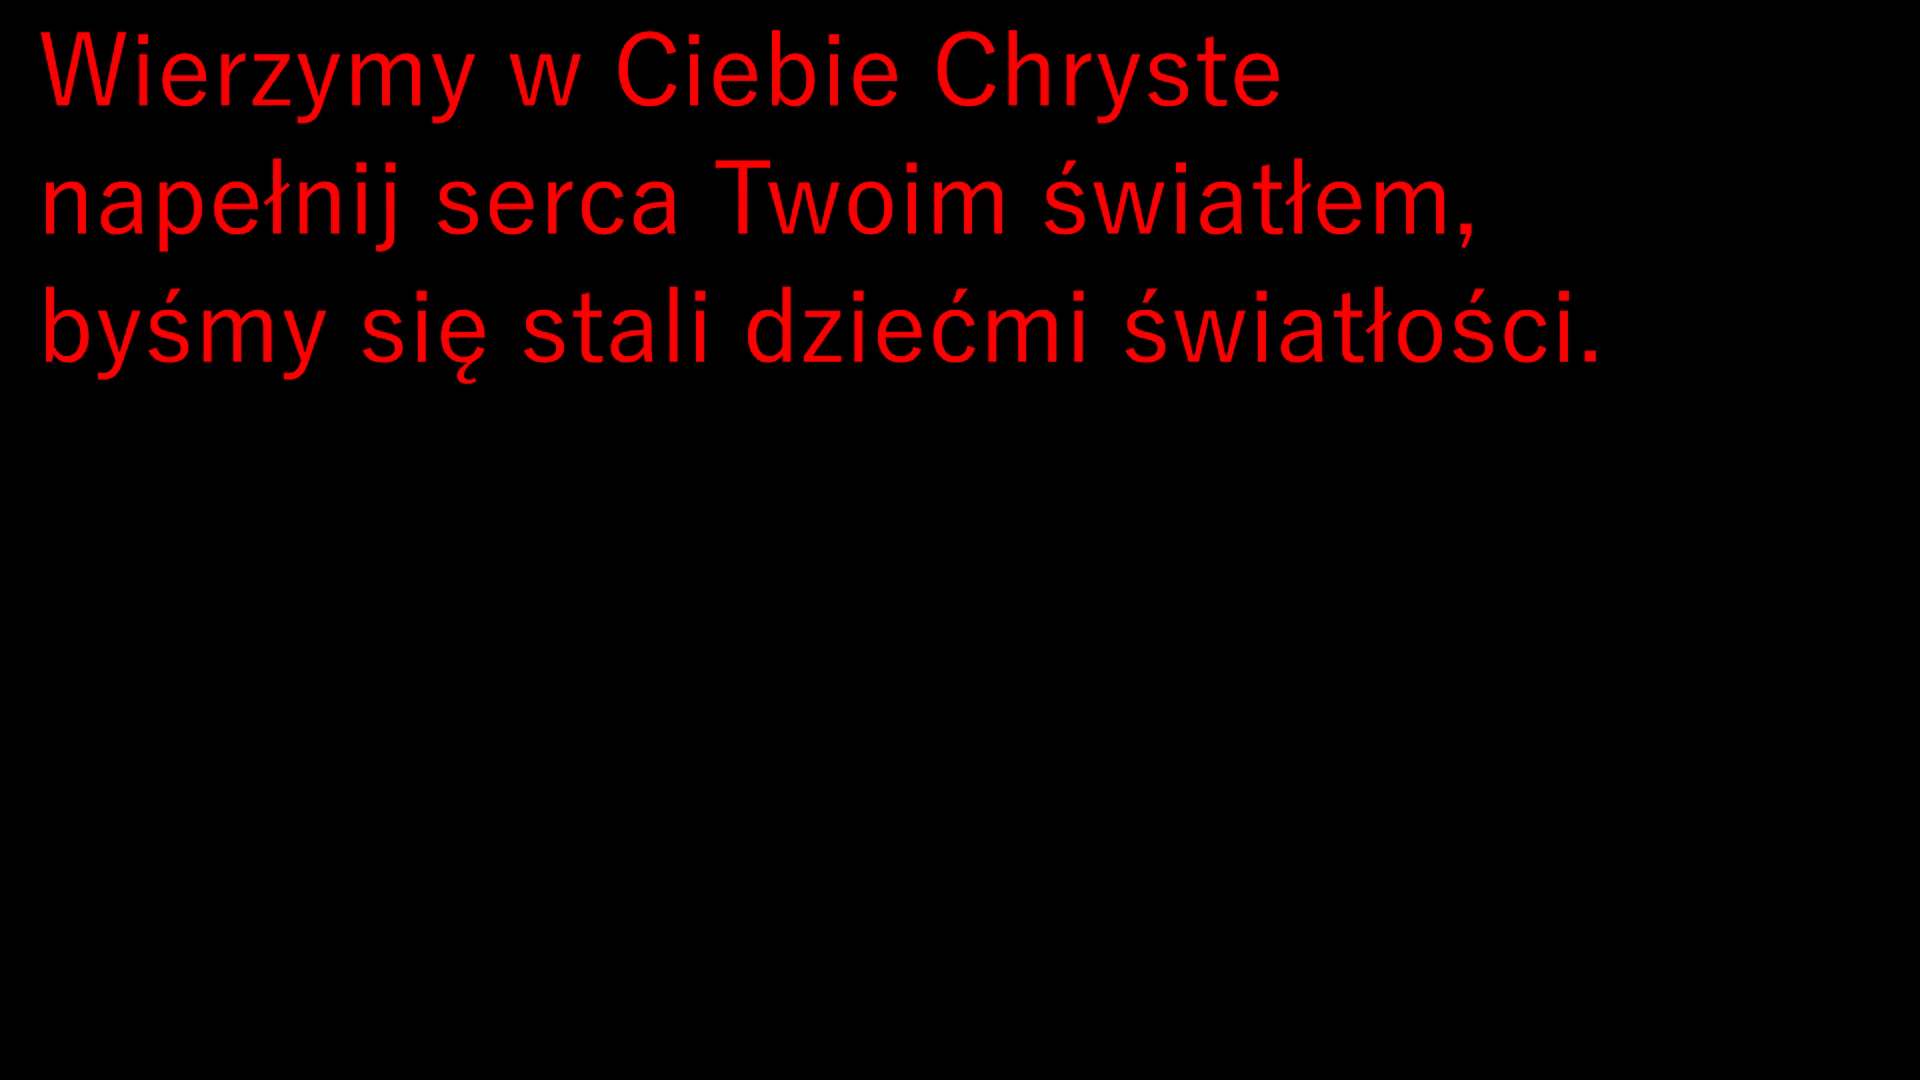 Wierzymy w Ciebie Chryste
napełnij serca Twoim światłem,
byśmy się stali dziećmi światłości.